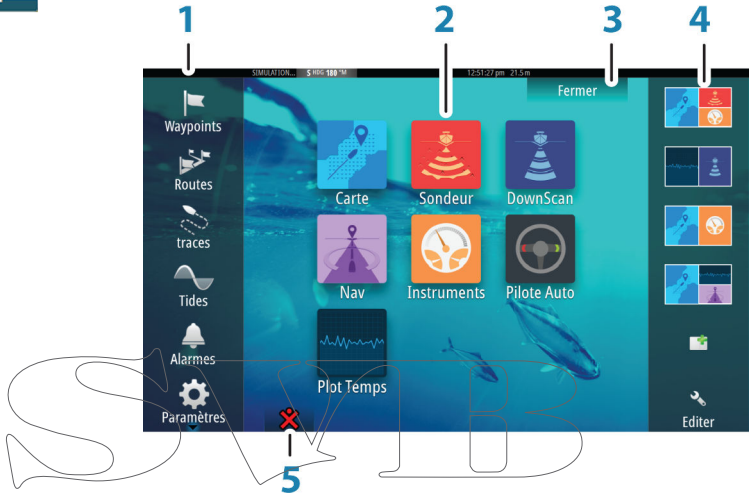 1 2 3 4
SIMULATION... S HDG 180 °M 12:51:27 pm 21.5 m
Fermer
Waypoints
Routes
traces
Tides
Alarmes
Paramètres
Carte Sondeur DownScan
Nav Instruments Pilote Auto
Plot Temps
Editer
5
SVB